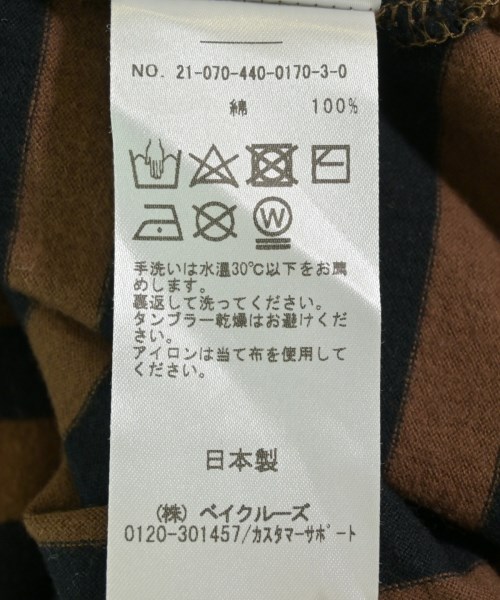 NO. 21-070-440-0170-3-0
綿 100%
W
手洗いは水温30℃以下をお薦
めします。
裏返して洗ってください。
タンブラー乾燥はお避けくだ
さい。
アイロンは当て布を使用して
ください。
日本製
(株) ベイクルーズ
0120-301457/カスタマーサポート